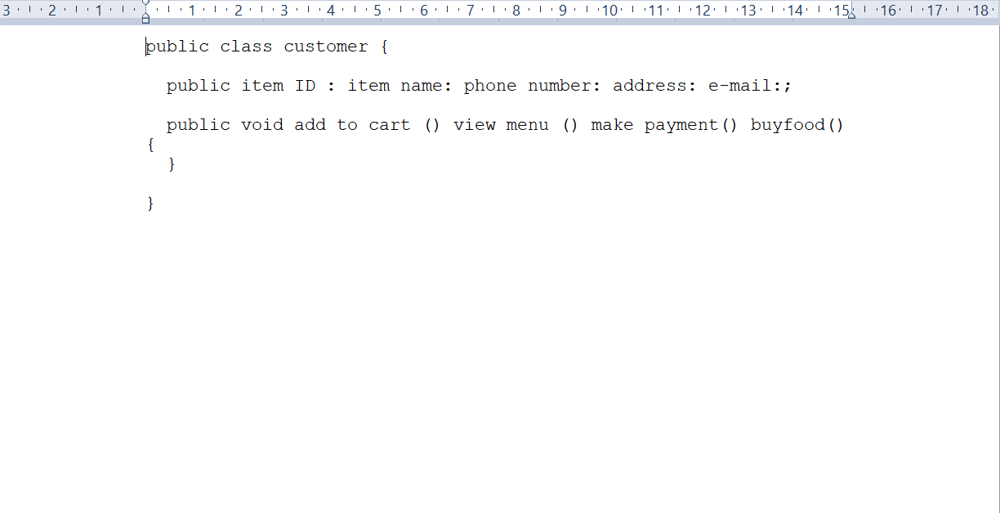 3 2 1 1 2 3 4 5 6 7 8 9 10 11 12 13 14 15 16 17 18
public class customer {
public item ID : item name: phone number: address: e-mail:;
public void add to cart () view menu () make payment() buyfood()
{
}
}